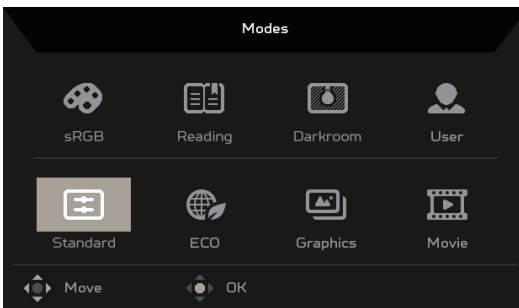 Modes
sRGB Reading Darkroom User
Standard ECO Graphics Movie
Move OK